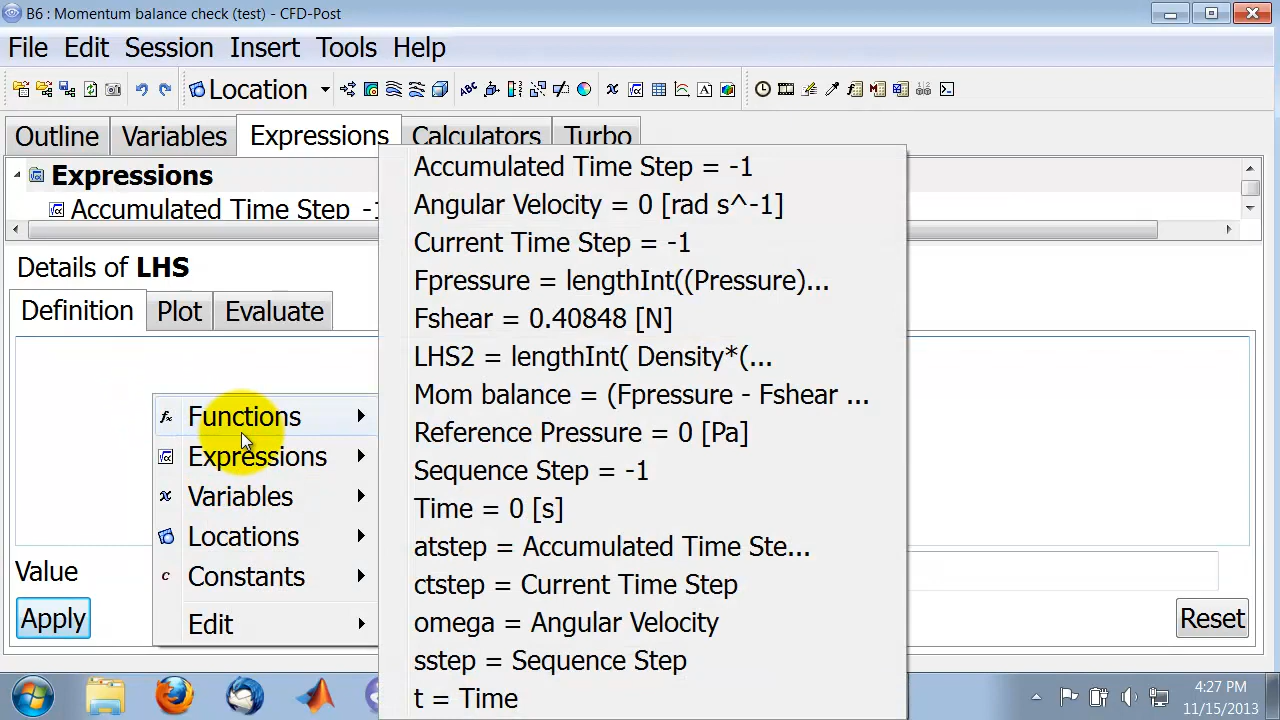 B6 : Momentum balance check (test) - CFD-Post
File Edit Session Insert Tools Help
Location
Outline Variables Expressions Calculators Turbo
Expressions
Accumulated Time Step -1
Details of LHS
Definition Plot Evaluate
Functions
Expressions
Variables
Locations
Constants
Edit
Accumulated Time Step = -1
Angular Velocity = 0 [rad s^-1]
Current Time Step = -1
Fpressure = lengthInt((Pressure)...
Fshear = 0.40848 [N]
LHS2 = lengthInt( Density*(...
Mom balance = (Fpressure - Fshear ...
Reference Pressure = 0 [Pa]
Sequence Step = -1
Time = 0 [s]
atstep = Accumulated Time Ste...
ctstep = Current Time Step
omega = Angular Velocity
sstep = Sequence Step
t = Time
Value
Apply
Reset
4:27 PM
11/15/2013